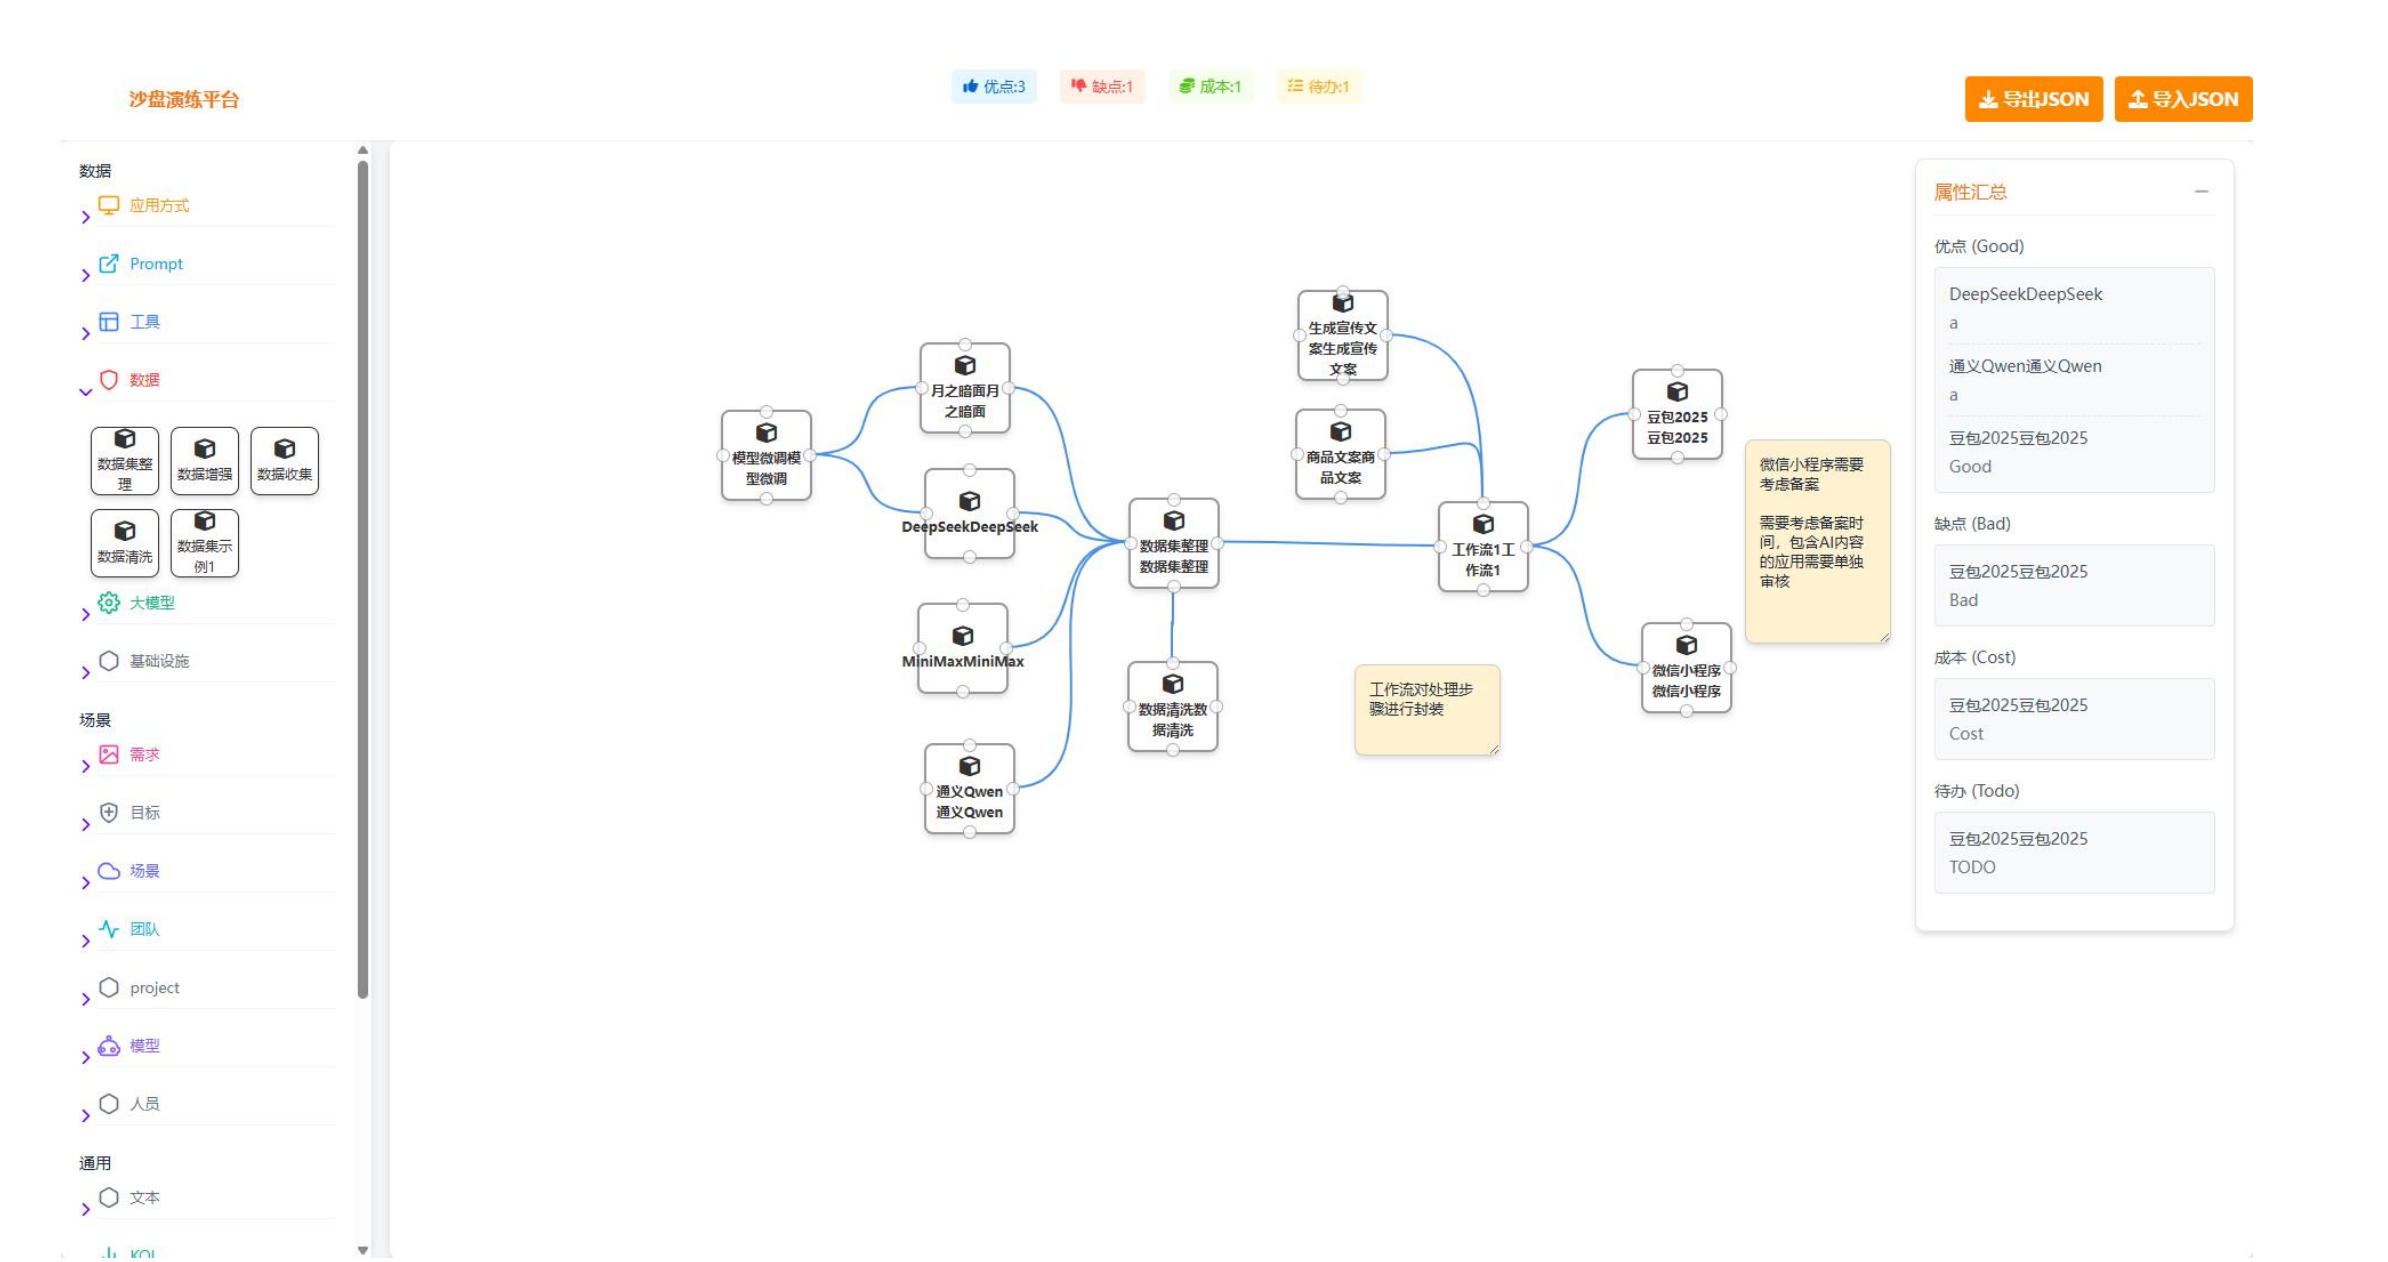 沙盘演练平台
优点:3
缺点:1
成本:1
待办:1
导出JSON
导入JSON
数据
应用方式
Prompt
工具
数据
数据集整
理
数据增强
数据收集
数据清洗
数据集示
例1
大模型
基础设施
场景
需求
目标
场景
团队
project
模型
人员
通用
文本
模型微调模
型微调
月之暗面月
之暗面
DeepSeekDeepSeek
MiniMaxMiniMax
通义Qwen
通义Qwen
数据集整理
数据集整理
数据清洗数
据清洗
生成宣传文
案生成宣传
文案
商品文案商
品文案
工作流1工
作流1
工作流对处理步
骤进行封装
豆包2025
豆包2025
微信小程序
微信小程序
微信小程序需要
考虑备案
需要考虑备案时
间，包含AI内容
的应用需要单独
审核
属性汇总
优点 (Good)
DeepSeekDeepSeek
a
通义Qwen通义Qwen
a
豆包2025豆包2025
Good
缺点 (Bad)
豆包2025豆包2025
Bad
成本 (Cost)
豆包2025豆包2025
Cost
待办 (Todo)
豆包2025豆包2025
TODO